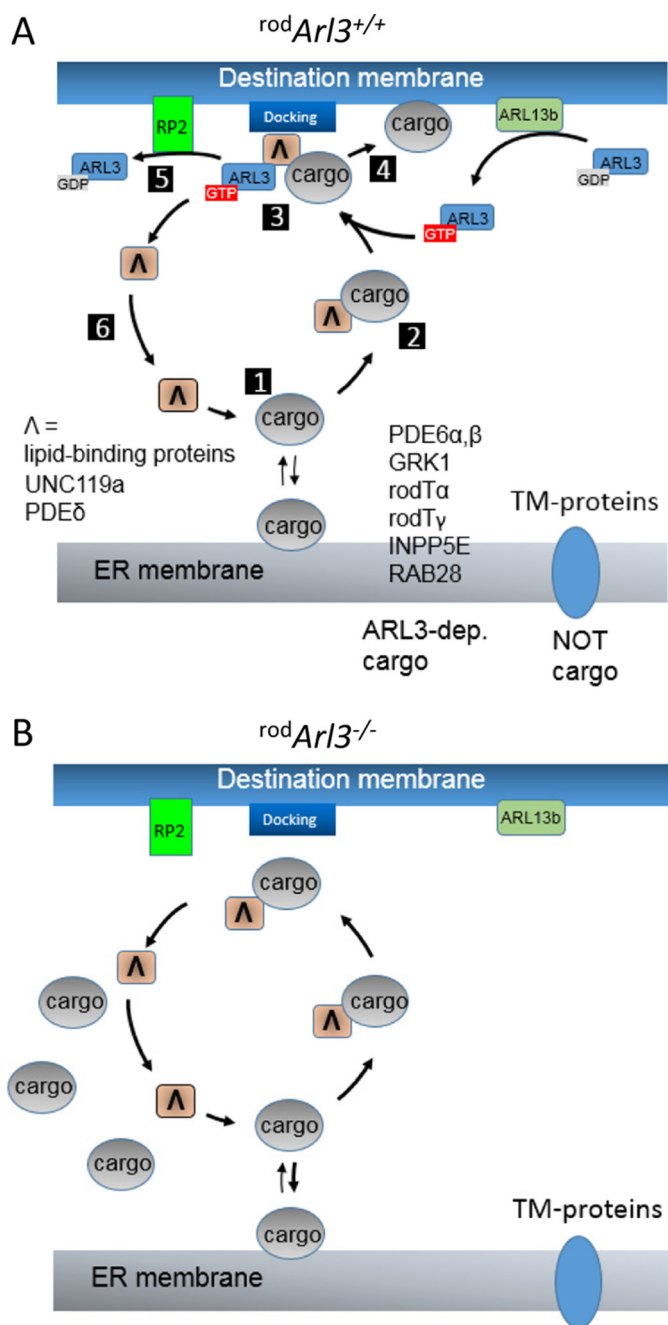 A
rodArl3+/+
Destination membrane
RP2
Docking
cargo
ARL13b
Λ
ARL3
GDP
5
ARL3
GTP
cargo
4
ARL3
GDP
3
ARL3
GTP
Λ
cargo
Λ
2
6
Λ
1
cargo
Λ =
lipid-binding proteins
UNC119a
PDEδ
PDE6α,β
GRK1
rodTα
rodTγ
INPP5E
RAB28
TM-proteins
cargo
ER membrane
ARL3-dep.
cargo
NOT
cargo
B
rodArl3-/-
Destination membrane
RP2
Docking
ARL13b
cargo
Λ
Λ
cargo
cargo
Λ
cargo
Λ
cargo
cargo
cargo
TM-proteins
ER membrane